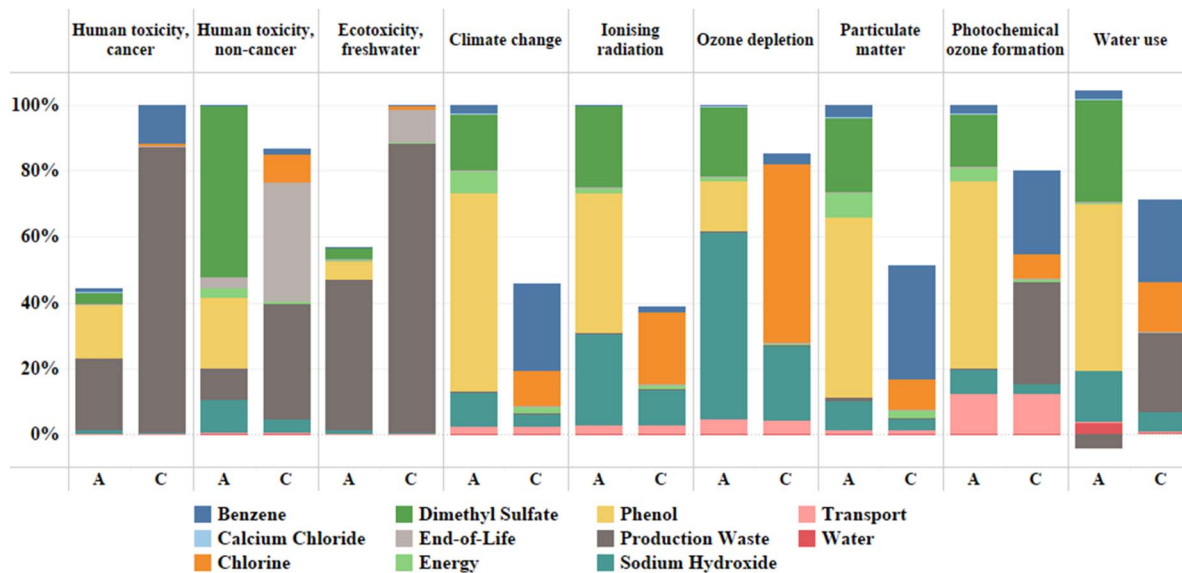 Human toxicity, cancer
Human toxicity, non-cancer
Ecotoxicity, freshwater
Climate change
Ionising radiation
Ozone depletion
Particulate matter
Photochemical ozone formation
Water use
100%
80%
60%
40%
20%
0%
A C A C A C A C A C A C A C A C A C
Benzene Dimethyl Sulfate Phenol Transport
Calcium Chloride End-of-Life Production Waste Water
Chlorine Energy Sodium Hydroxide